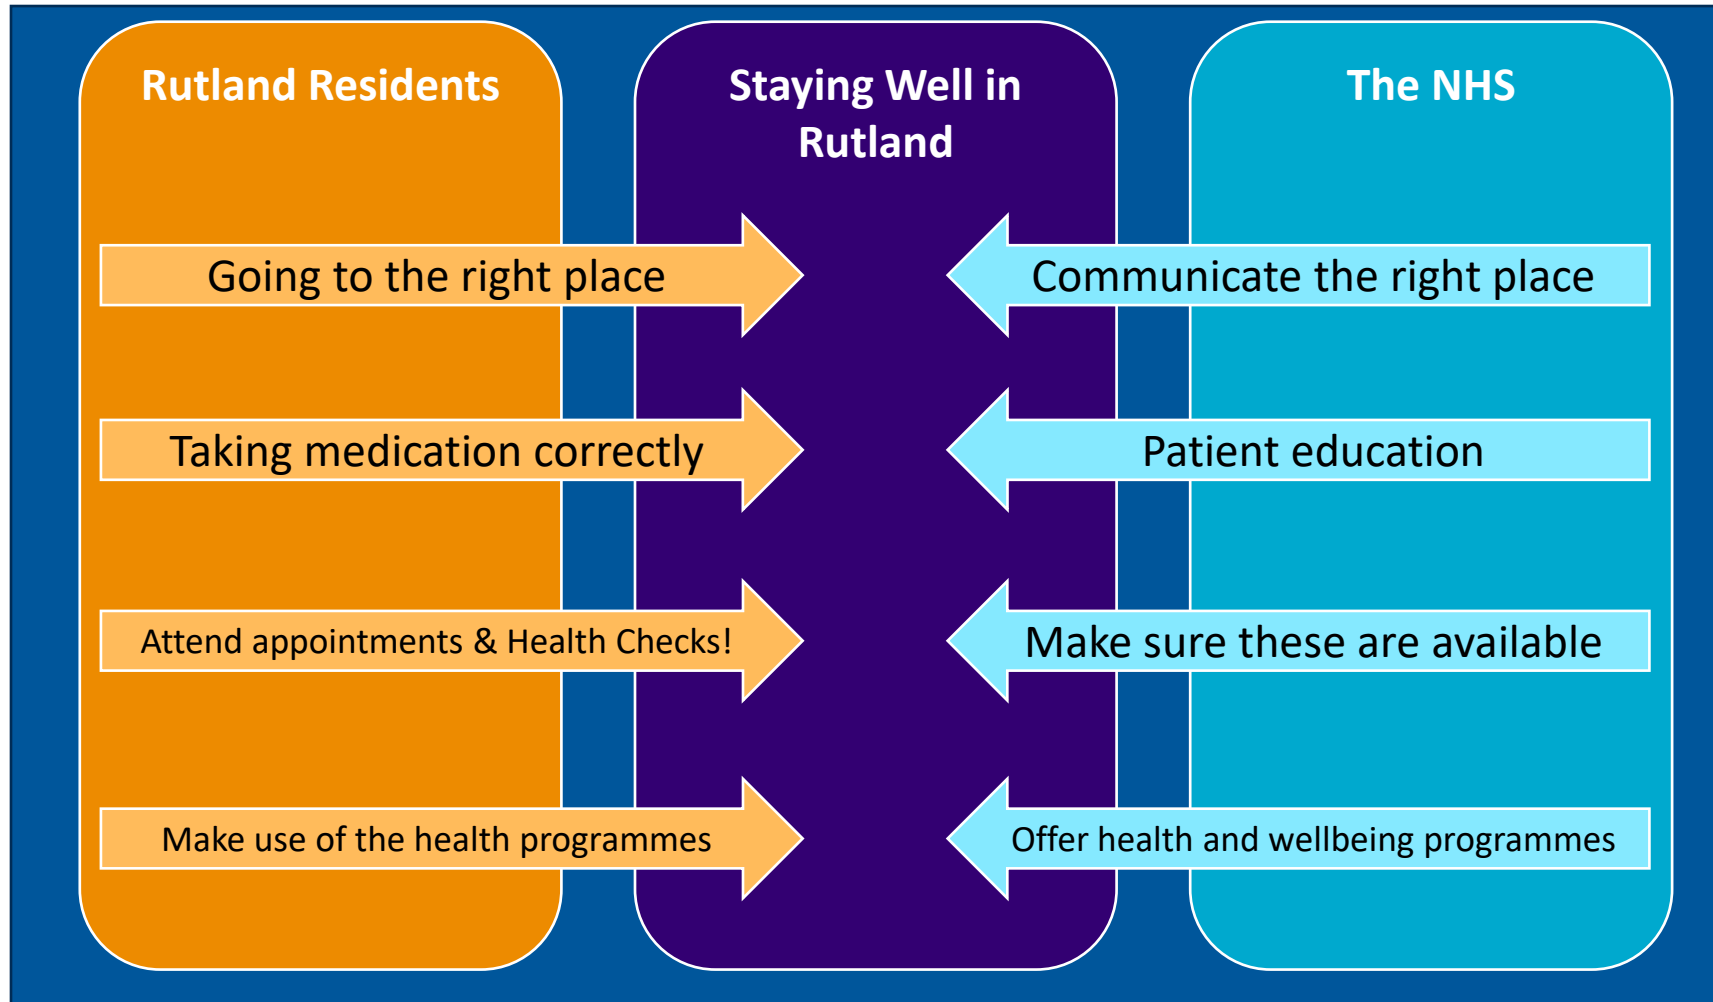 Rutland Residents
Staying Well in
Rutland
The NHS
Going to the right place
Communicate the right place
Taking medication correctly
Patient education
Attend appointments & Health Checks!
Make sure these are available
Make use of the health programmes
Offer health and wellbeing programmes